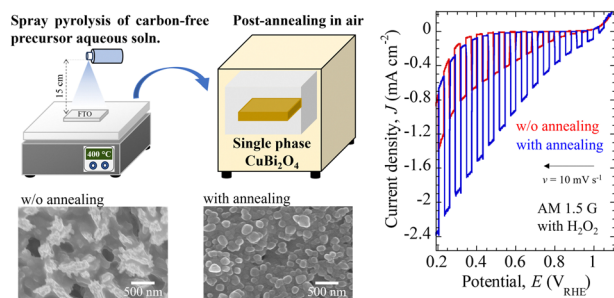 Spray pyrolysis of carbon-free
precursor aqueous soln.
15 cm
FTO
400 °C
Post-annealing in air
Single phase
CuBi₂O₄
w/o annealing
500 nm
with annealing
500 nm
Current density, J (mA cm⁻²)
0
-0.4
-0.8
-1.2
-1.6
-2
-2.4
w/o annealing
with annealing
v = 10 mV s⁻¹
AM 1.5 G
with H₂O₂
0.2 0.4 0.6 0.8 1
Potential, E (V_RHE)